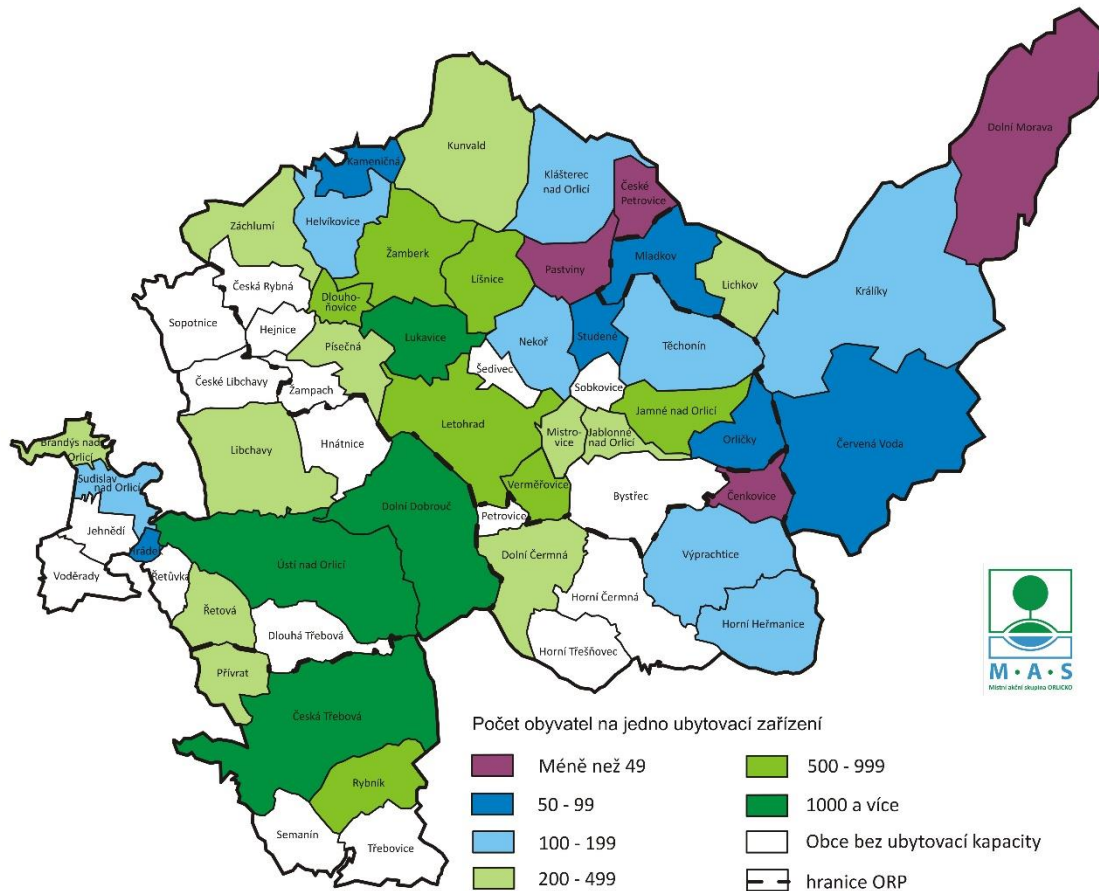 Dolní Morava
Kunvald
Kameničná
Klášterec
nad Orlicí
České
Petrovice
Helvíkovice
Záchlumí
Žamberk
Líšnice
Pastviny
Mladkov
Lichkov
Králíky
Česká Rybná
Dlouho-
ňovice
Sopotnice
Hejnice
Písečná
Lukavice
Nekoř
Studené
Těchonín
Šedivec
Sobkovice
České Libchavy
Žampach
Letohrad
Jamné nad Orlicí
Mistro-
vice
Jablonné
nad Orlicí
Orličky
Červená Voda
Brandýs nad
Orlicí
Libchavy
Hnátnice
Sudislav
nad Orlicí
Verměřovice
Čenkovice
Bystřec
Dolní Dobrouč
Petrovice
Jehnědí
Hrádek
Výprachtice
Dolní Čermná
Voděrady
Řetůvka
Ústí nad Orlicí
Řetová
Horní Čermná
Horní Heřmanice
Dlouhá Třebová
Horní Třešňovec
Přívrat
Česká Třebová
Rybník
Semanín
Třebovice
M·A·S
Místní akční skupina ORLICKO
Počet obyvatel na jedno ubytovací zařízení
Méně než 49
50 - 99
100 - 199
200 - 499
500 - 999
1000 a více
Obce bez ubytovací kapacity
hranice ORP